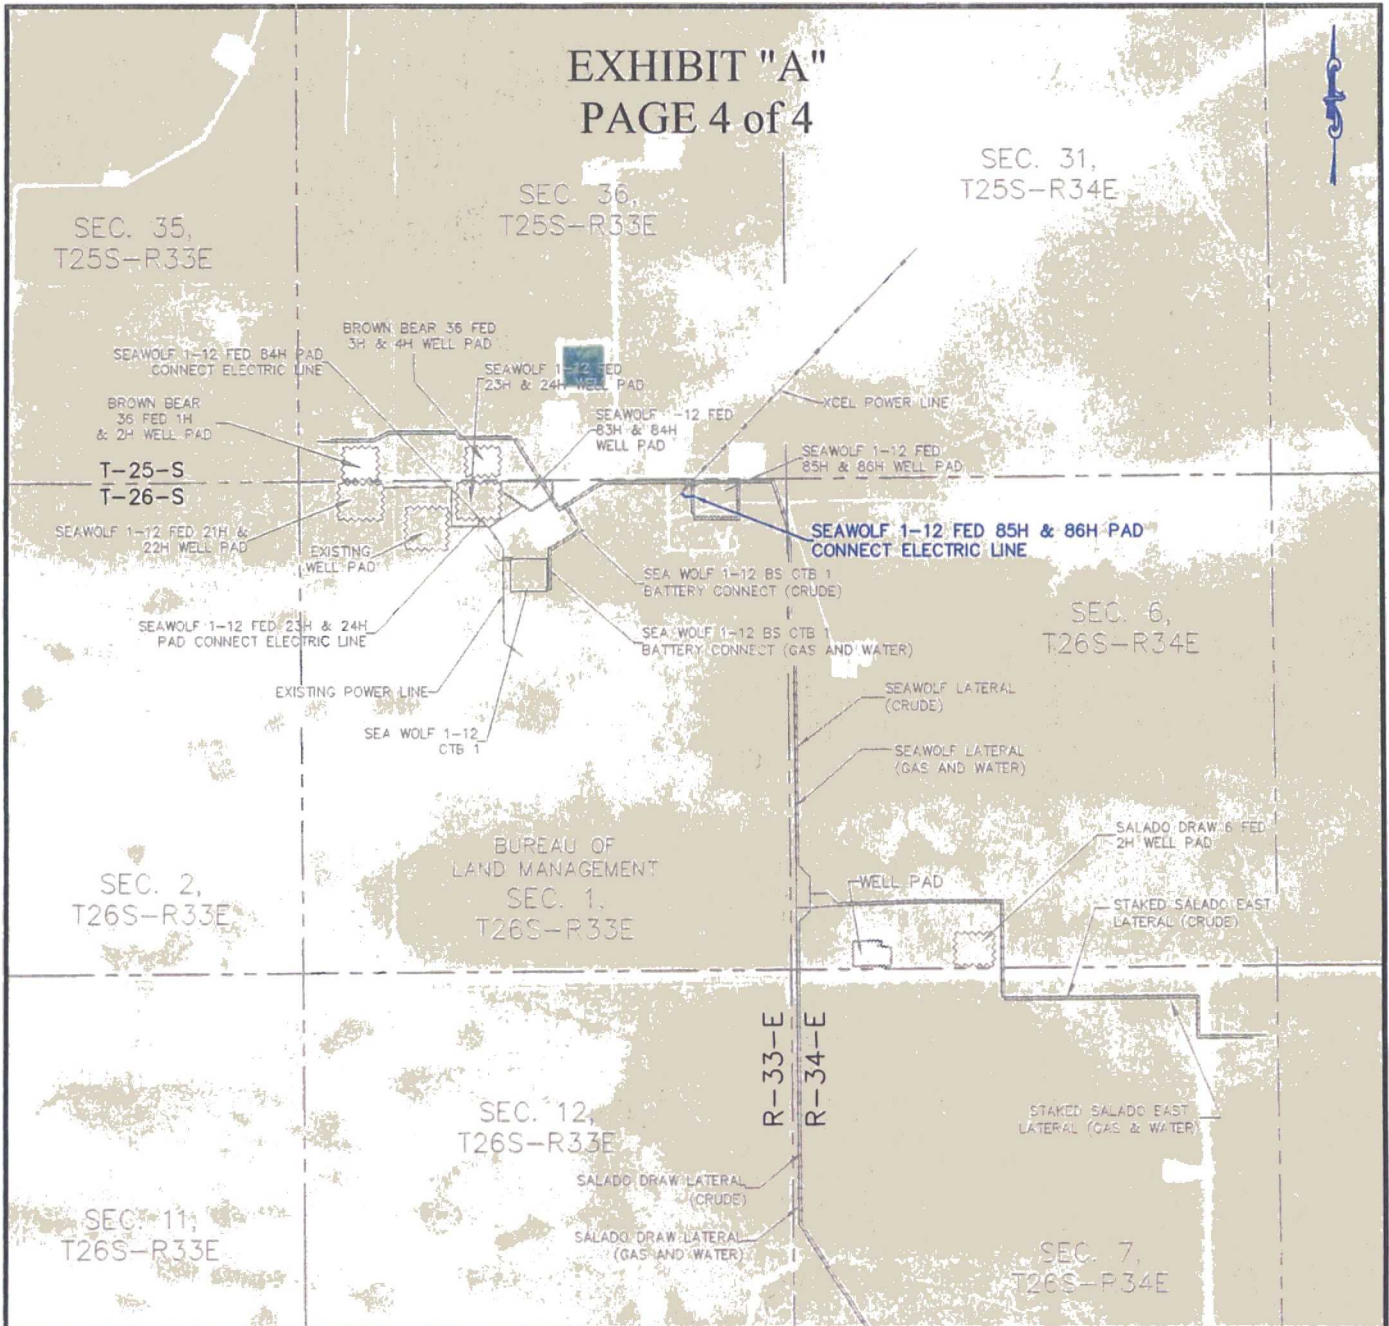 EXHIBIT "A"
PAGE 4 of 4
SEC. 31,
T25S-R34E
SEC. 36,
T25S-R33E
SEC. 35,
T25S-R33E
BROWN BEAR 36 FED
3H & 4H WELL PAD
SEAWOLF 1-12 FED 84H PAD
CONNECT ELECTRIC LINE
SEAWOLF 1-12 FED
23H & 24H WELL PAD
BROWN BEAR
36 FED 1H
& 2H WELL PAD
SEAWOLF -12 FED
83H & 84H
WELL PAD
XCEL POWER LINE
SEAWOLF 1-12 FED
85H & 86H WELL PAD
T-25-S
T-26-S
SEAWOLF 1-12 FED 21H &
22H WELL PAD
EXISTING
WELL PAD
SEAWOLF 1-12 FED 85H & 86H PAD
CONNECT ELECTRIC LINE
SEA WOLF 1-12 BS CTB 1
BATTERY CONNECT (CRUDE)
SEAWOLF 1-12 FED 23H & 24H
PAD CONNECT ELECTRIC LINE
SEA WOLF 1-12 BS CTB 1
BATTERY CONNECT (GAS AND WATER)
SEC. 6,
T26S-R34E
EXISTING POWER LINE
SEA WOLF 1-12
CTB 1
SEAWOLF LATERAL
(CRUDE)
SEAWOLF LATERAL
(GAS AND WATER)
SALADO DRAW 6 FED
2H WELL PAD
BUREAU OF
LAND MANAGEMENT
SEC. 1,
T26S-R33E
SEC. 2,
T26S-R33E
WELL PAD
STAKED SALADO EAST
LATERAL (CRUDE)
R-33-E
R-34-E
SEC. 12,
T26S-R33E
STAKED SALADO EAST
LATERAL (GAS & WATER)
SALADO DRAW LATERAL
(CRUDE)
SEC. 11,
T26S-R33E
SALADO DRAW LATERAL
(GAS AND WATER)
SEC. 7,
T26S-R34E